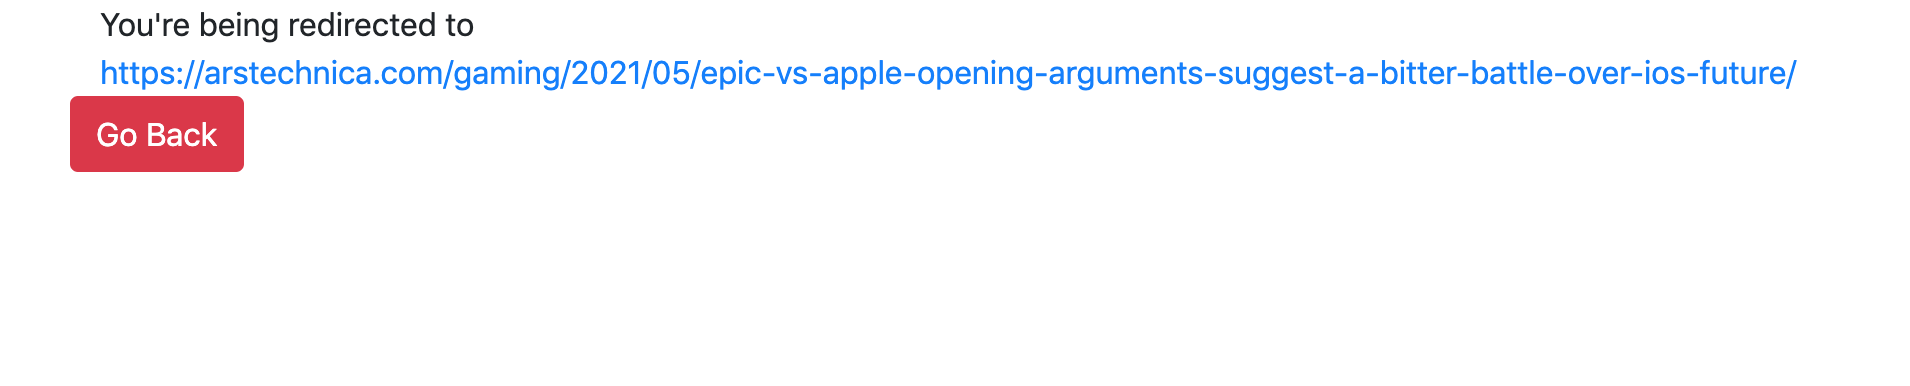 You're being redirected to
https://arstechnica.com/gaming/2021/05/epic-vs-apple-opening-arguments-suggest-a-bitter-battle-over-ios-future/
Go Back